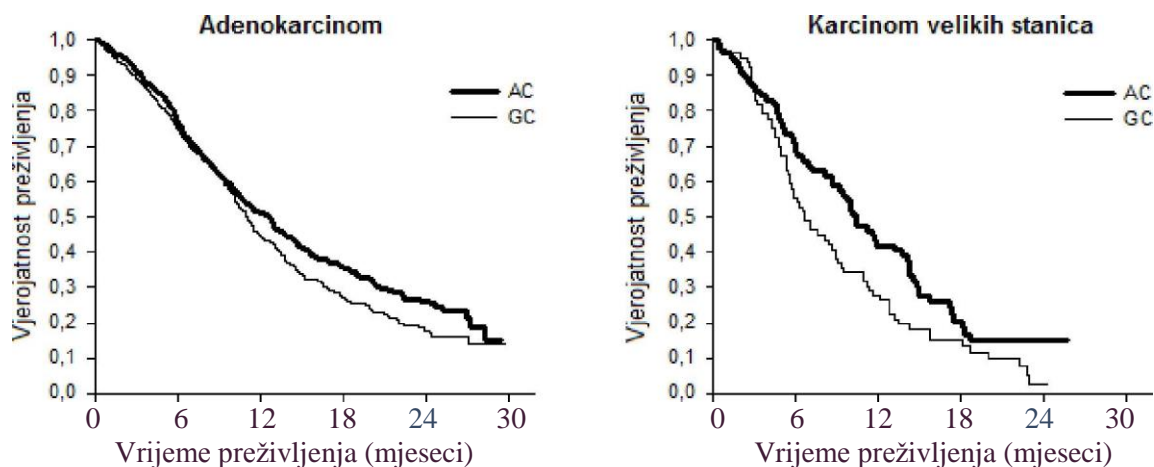 Adenokarcinom
Vjerojatnost preživljenja
1,0
0,9
0,8
0,7
0,6
0,5
0,4
0,3
0,2
0,1
0,0
AC
GC
0 6 12 18 24 30
Vrijeme preživljenja (mjeseci)
Karcinom velikih stanica
Vjerojatnost preživljenja
1,0
0,9
0,8
0,7
0,6
0,5
0,4
0,3
0,2
0,1
0,0
AC
GC
0 6 12 18 24 30
Vrijeme preživljenja (mjeseci)